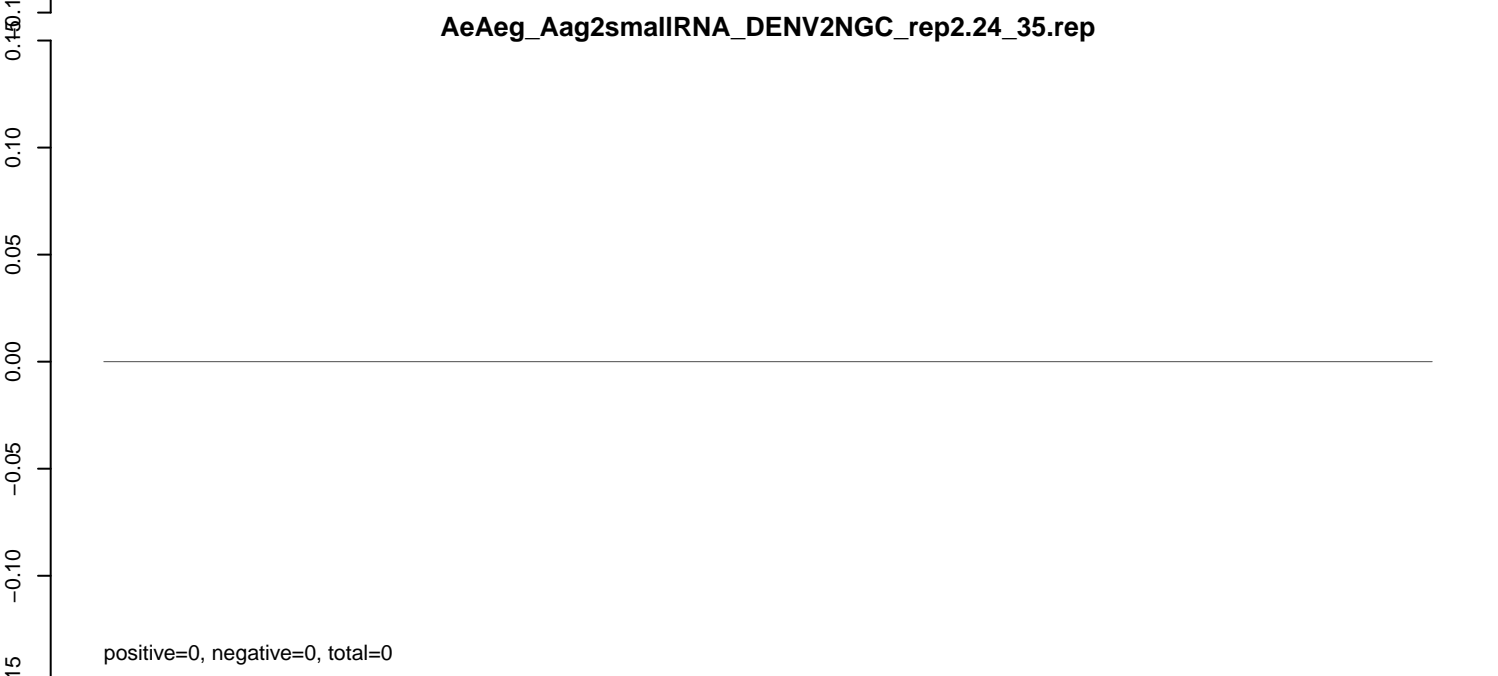 AeAeg_Aag2smallRNA_DENV2NGC_rep2.24_35.rep
0.10
0.05
0.00
−0.05
−0.10
positive=0, negative=0, total=0